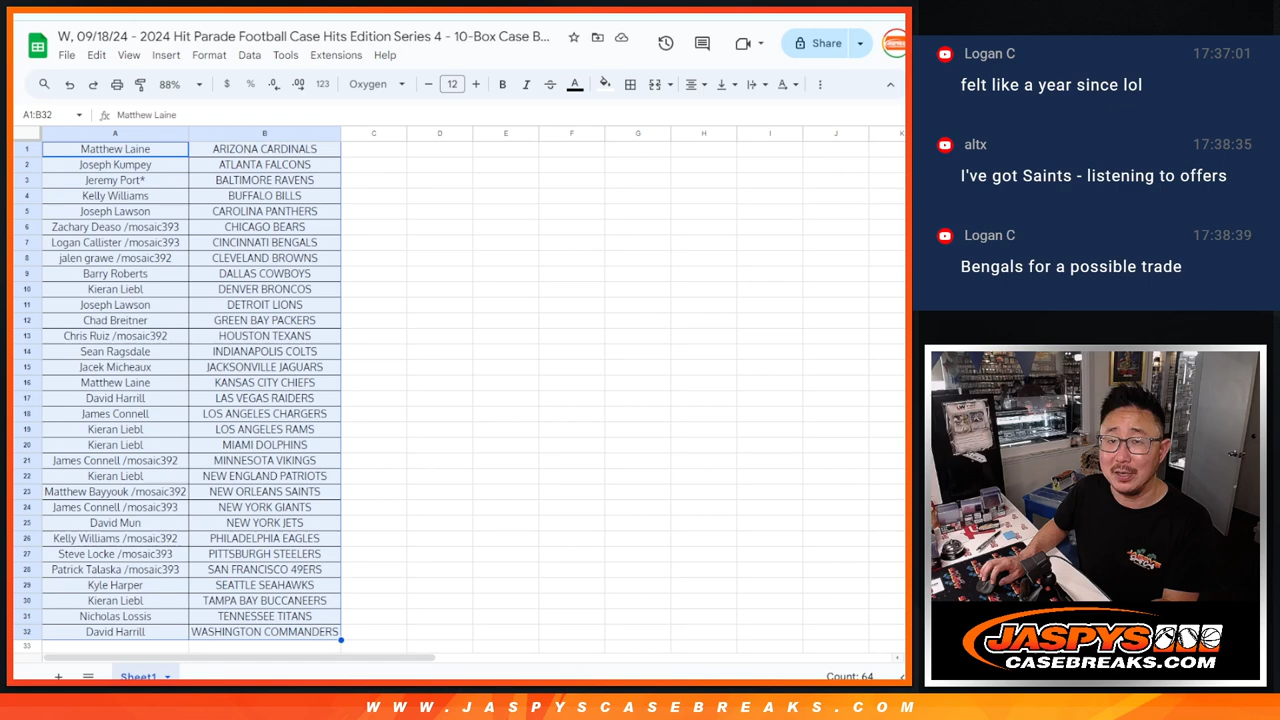 W, 09/18/24 - 2024 Hit Parade Football Case Hits Edition Series 4 - 10-Box Case B...
File Edit View Insert Format Data Tools Extensions Help
Share
88% $ % .0 .00 123 Oxygen 12 B I A
A1:B32 fx Matthew Laine
A B C D E F G H I J K
1 Matthew Laine ARIZONA CARDINALS
2 Joseph Kumpey ATLANTA FALCONS
3 Jeremy Port* BALTIMORE RAVENS
4 Kelly Williams BUFFALO BILLS
5 Joseph Lawson CAROLINA PANTHERS
6 Zachary Deaso /mosaic393 CHICAGO BEARS
7 Logan Callister /mosaic393 CINCINNATI BENGALS
8 jalen grawe /mosaic392 CLEVELAND BROWNS
9 Barry Roberts DALLAS COWBOYS
10 Kieran Liebl DENVER BRONCOS
11 Joseph Lawson DETROIT LIONS
12 Chad Breitner GREEN BAY PACKERS
13 Chris Ruiz /mosaic392 HOUSTON TEXANS
14 Sean Ragsdale INDIANAPOLIS COLTS
15 Jacek Micheaux JACKSONVILLE JAGUARS
16 Matthew Laine KANSAS CITY CHIEFS
17 David Harrill LAS VEGAS RAIDERS
18 James Connell LOS ANGELES CHARGERS
19 Kieran Liebl LOS ANGELES RAMS
20 Kieran Liebl MIAMI DOLPHINS
21 James Connell /mosaic392 MINNESOTA VIKINGS
22 Kieran Liebl NEW ENGLAND PATRIOTS
23 Matthew Bayyouk /mosaic392 NEW ORLEANS SAINTS
24 James Connell /mosaic393 NEW YORK GIANTS
25 David Mun NEW YORK JETS
26 Kelly Williams /mosaic392 PHILADELPHIA EAGLES
27 Steve Locke /mosaic393 PITTSBURGH STEELERS
28 Patrick Talaska /mosaic393 SAN FRANCISCO 49ERS
29 Kyle Harper SEATTLE SEAHAWKS
30 Kieran Liebl TAMPA BAY BUCCANEERS
31 Nicholas Lossis TENNESSEE TITANS
32 David Harrill WASHINGTON COMMANDERS
33
Sheet1 Count: 64
Logan C 17:37:01
felt like a year since lol
altx 17:38:35
I've got Saints - listening to offers
Logan C 17:38:39
Bengals for a possible trade
JASPYS
CASEBREAKS.COM
WWW.JASPYSCASEBREAKS.COM